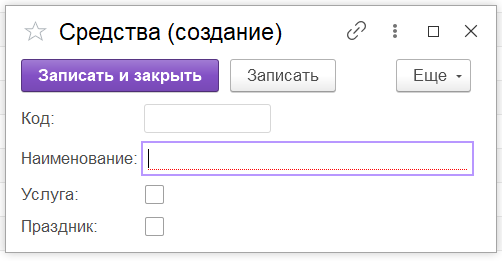 Средства (создание)
Записать и закрыть Записать Еще
Код:
Наименование:
Услуга:
Праздник: